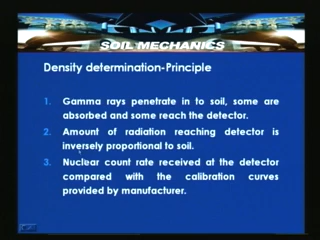 SOIL MECHANICS
Density determination-Principle
1. Gamma rays penetrate in to soil, some are
absorbed and some reach the detector.
2. Amount of radiation reaching detector is
inversely proportional to soil.
3. Nuclear count rate received at the detector
compared with the calibration curves
provided by manufacturer.